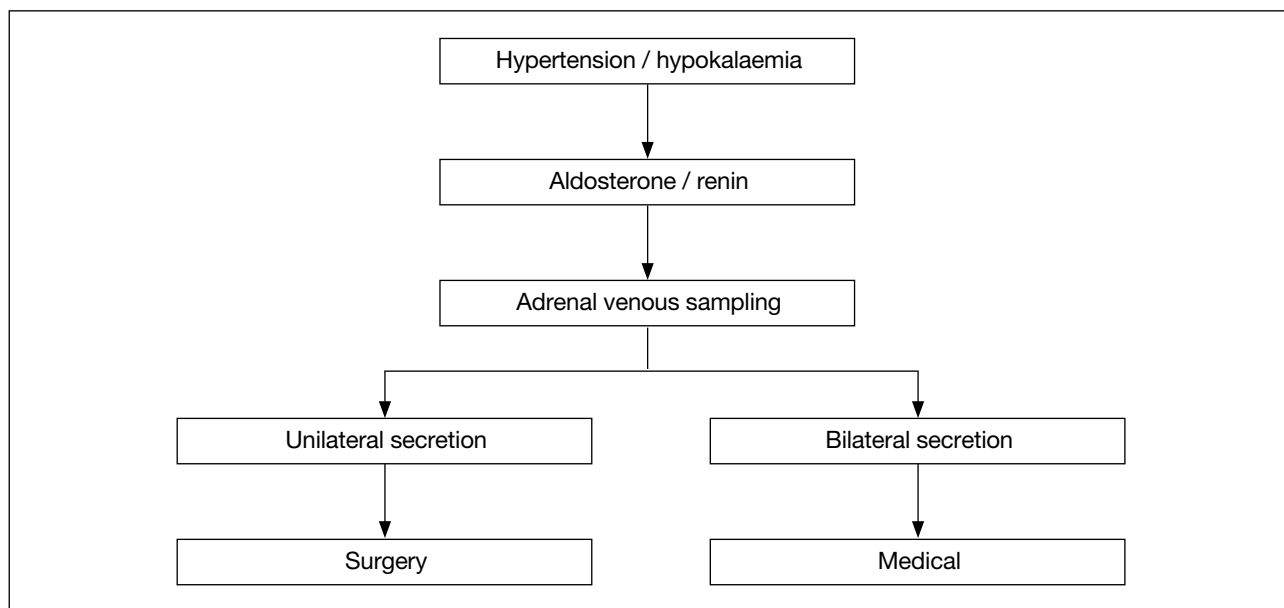 Hypertension / hypokalaemia
Aldosterone / renin
Adrenal venous sampling
Unilateral secretion
Bilateral secretion
Surgery
Medical